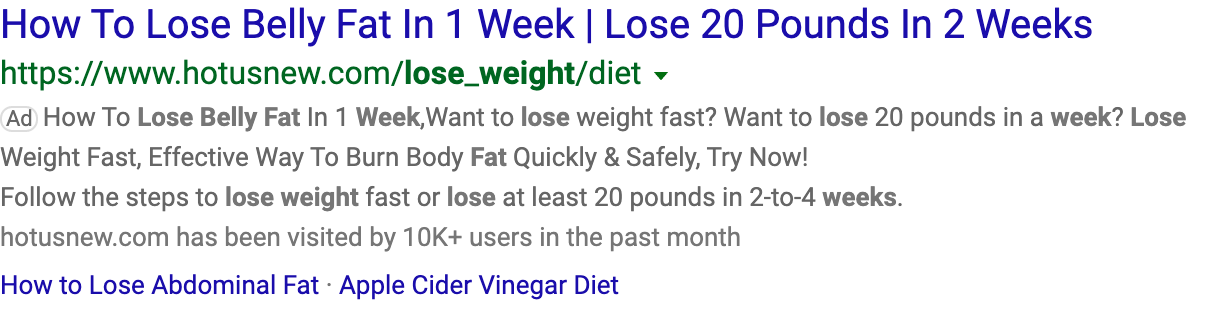 How To Lose Belly Fat In 1 Week | Lose 20 Pounds In 2 Weeks
https://www.hotusnew.com/lose_weight/diet
Ad How To Lose Belly Fat In 1 Week,Want to lose weight fast? Want to lose 20 pounds in a week? Lose
Weight Fast, Effective Way To Burn Body Fat Quickly & Safely, Try Now!
Follow the steps to lose weight fast or lose at least 20 pounds in 2-to-4 weeks.
hotusnew.com has been visited by 10K+ users in the past month
How to Lose Abdominal Fat · Apple Cider Vinegar Diet